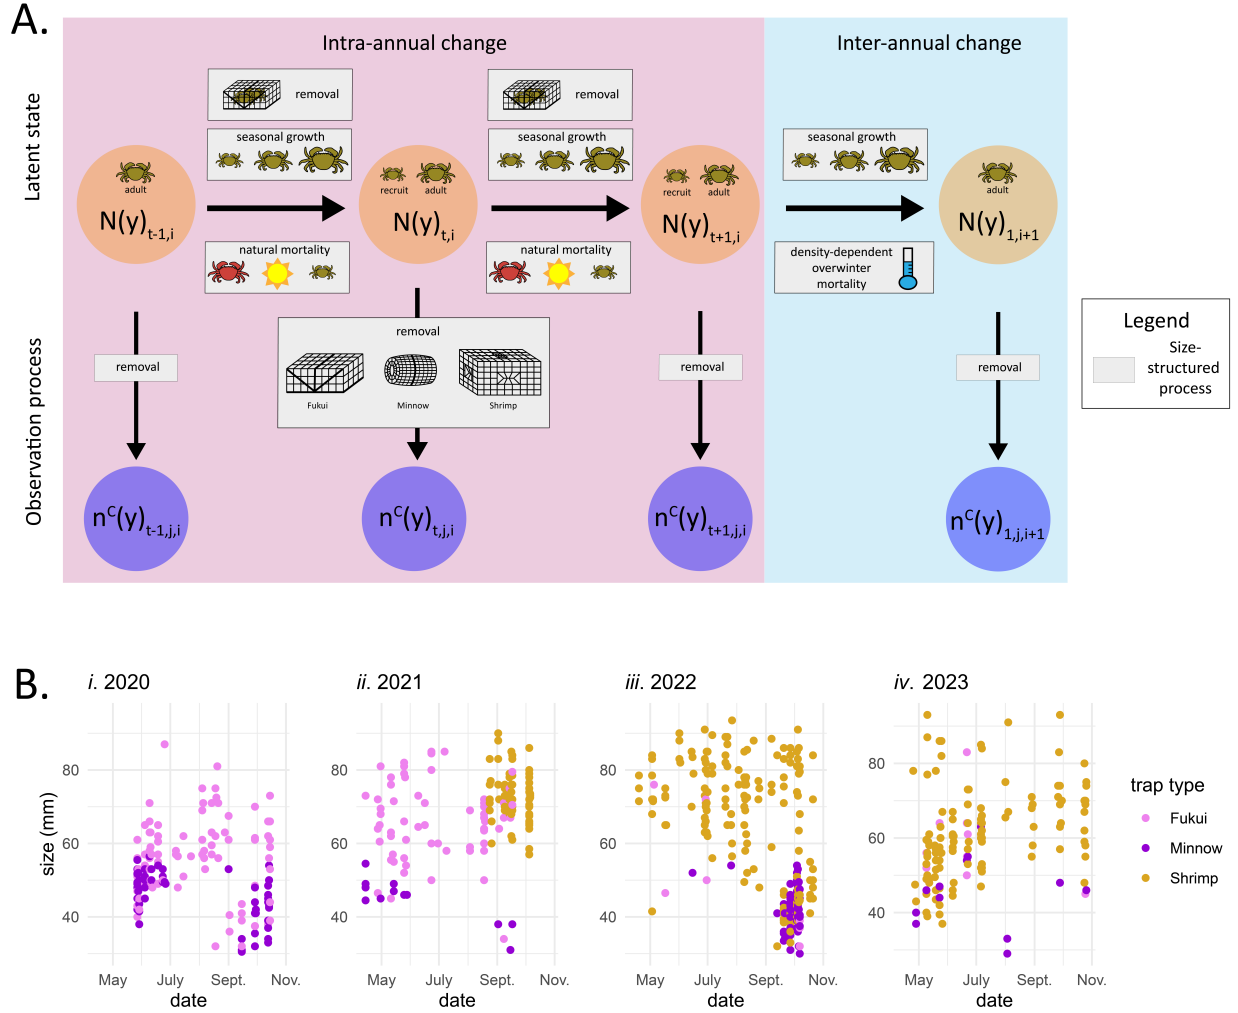 A.
Intra-annual change
Inter-annual change
Latent state
removal
removal
seasonal growth
seasonal growth
seasonal growth
adult
recruit
adult
recruit
adult
adult
N(y)t-1,i
N(y)t,i
N(y)t+1,i
N(y)1,i+1
natural mortality
natural mortality
density-dependent
overwinter
mortality
Observation process
removal
removal
Fukui
Minnow
Shrimp
removal
removal
Legend
Size-
structured
process
nC(y)t-1,j,i
nC(y)t,j,i
nC(y)t+1,j,i
nC(y)1,j,i+1
B.
i. 2020
ii. 2021
iii. 2022
iv. 2023
size (mm)
80
60
40
May
July
Sept.
Nov.
date
80
60
40
May
July
Sept.
Nov.
date
80
60
40
May
July
Sept.
Nov.
date
80
60
40
May
July
Sept.
Nov.
date
trap type
Fukui
Minnow
Shrimp